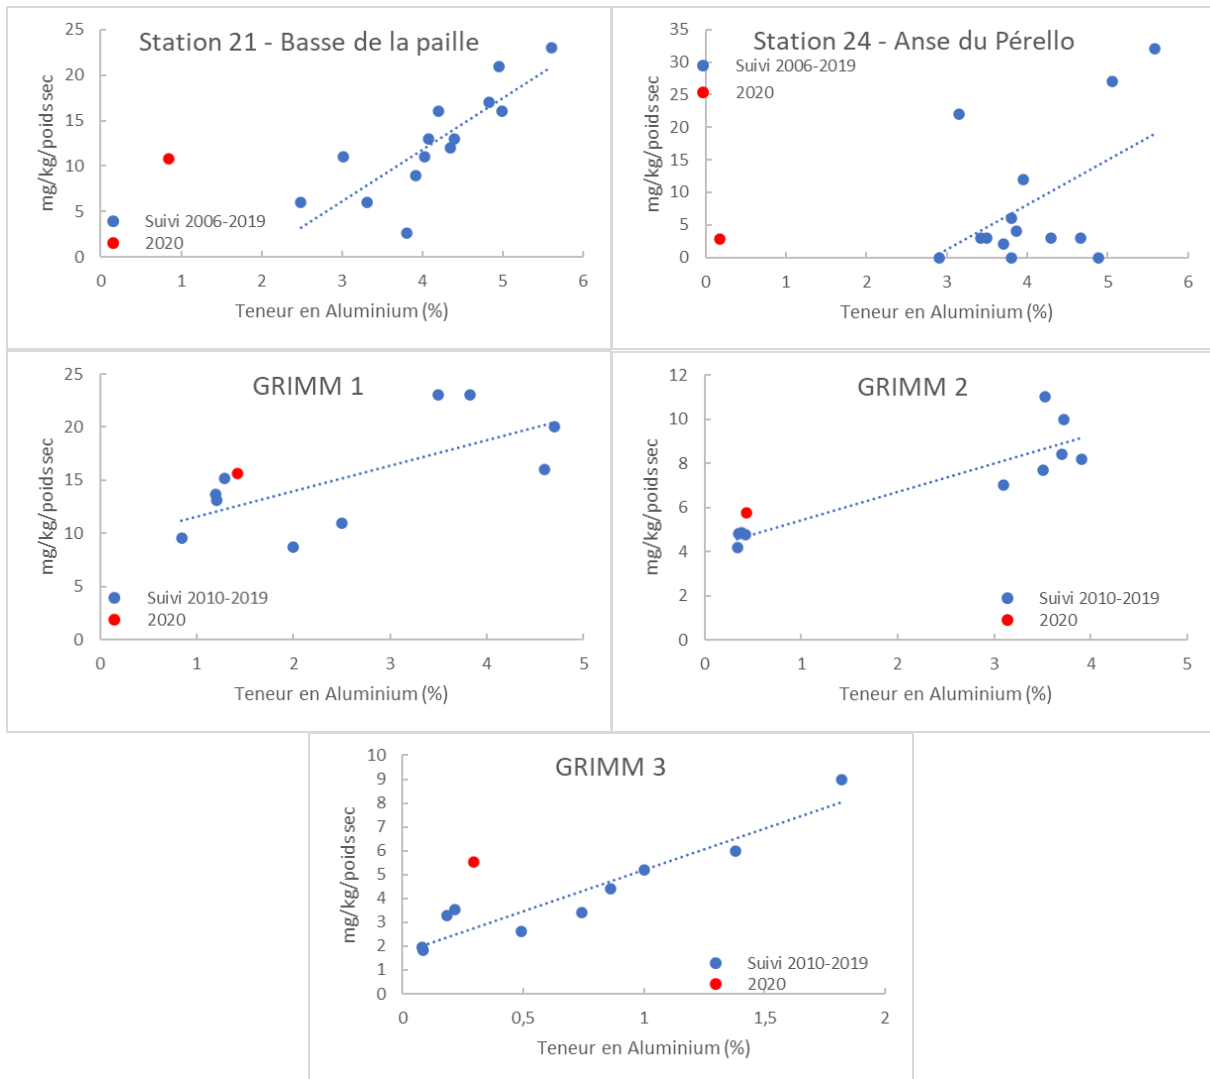 Station 21 - Basse de la paille
25
20
15
10
5
0
mg/kg/poids sec
Suivi 2006-2019
2020
0 1 2 3 4 5 6
Teneur en Aluminium (%)
Station 24 - Anse du Pérello
35
30
25
20
15
10
5
0
mg/kg/poids sec
Suivi 2006-2019
2020
0 1 2 3 4 5 6
Teneur en Aluminium (%)
GRIMM 1
25
20
15
10
5
0
mg/kg/poids sec
Suivi 2010-2019
2020
0 1 2 3 4 5
Teneur en Aluminium (%)
GRIMM 2
12
10
8
6
4
2
0
mg/kg/poids sec
Suivi 2010-2019
2020
0 1 2 3 4 5
Teneur en Aluminium (%)
GRIMM 3
10
9
8
7
6
5
4
3
2
1
0
mg/kg/poids sec
Suivi 2010-2019
2020
0 0,5 1 1,5 2
Teneur en Aluminium (%)